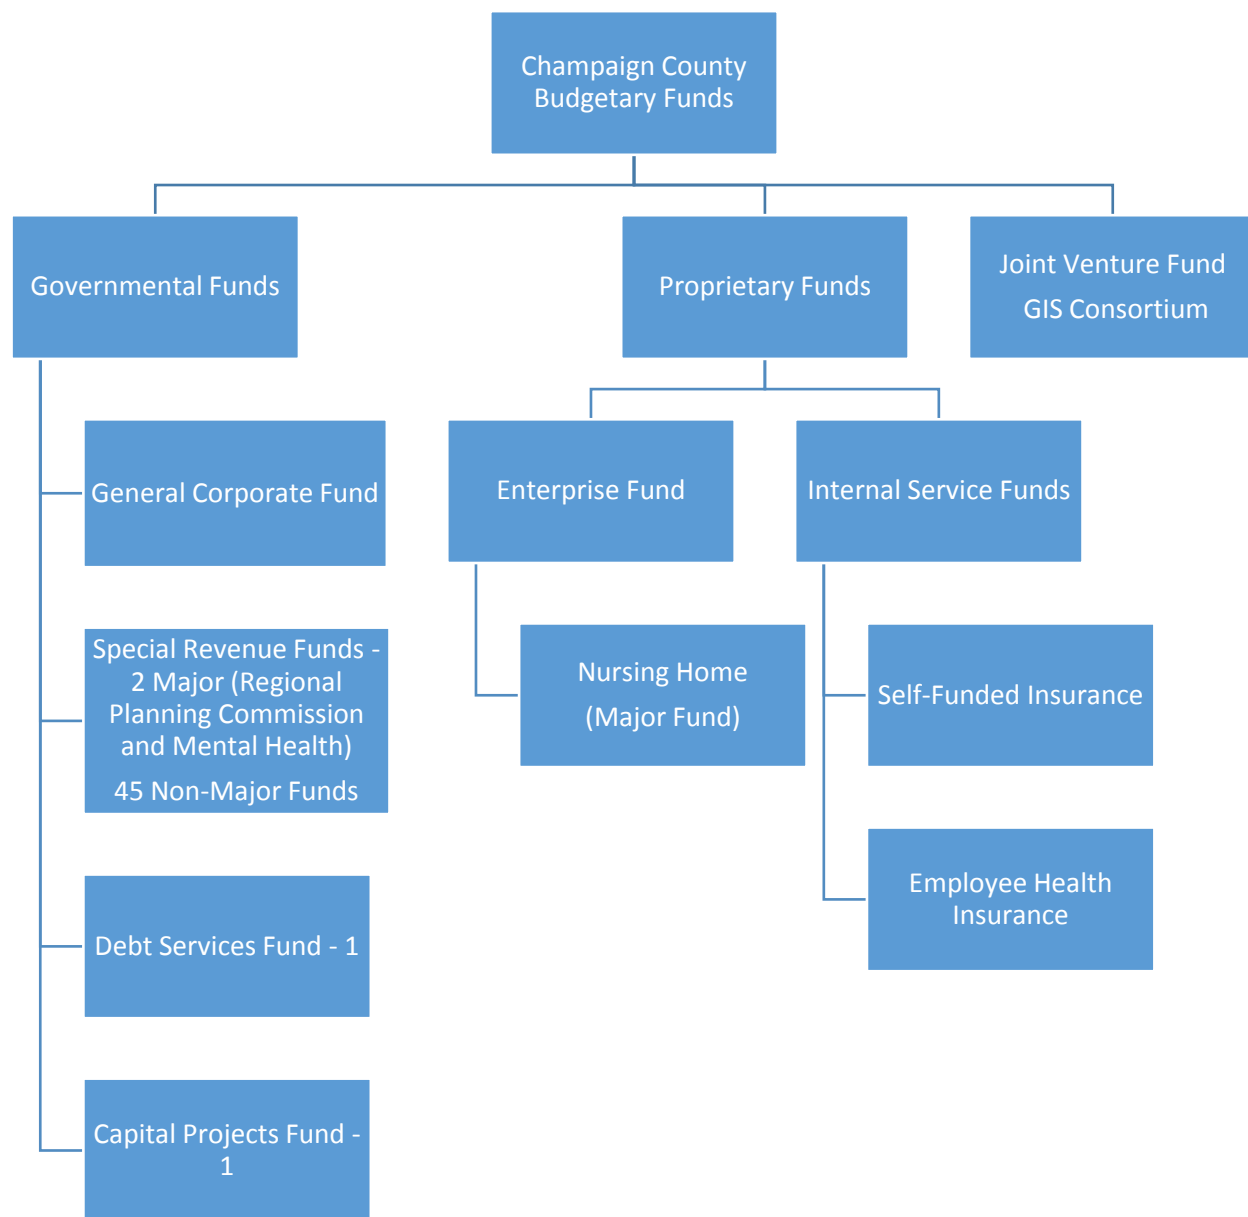 Champaign County
Budgetary Funds
Governmental Funds
Proprietary Funds
Joint Venture Fund
GIS Consortium
General Corporate Fund
Enterprise Fund
Internal Service Funds
Special Revenue Funds -
2 Major (Regional
Planning Commission
and Mental Health)
45 Non-Major Funds
Nursing Home
(Major Fund)
Self-Funded Insurance
Debt Services Fund - 1
Employee Health
Insurance
Capital Projects Fund -
1